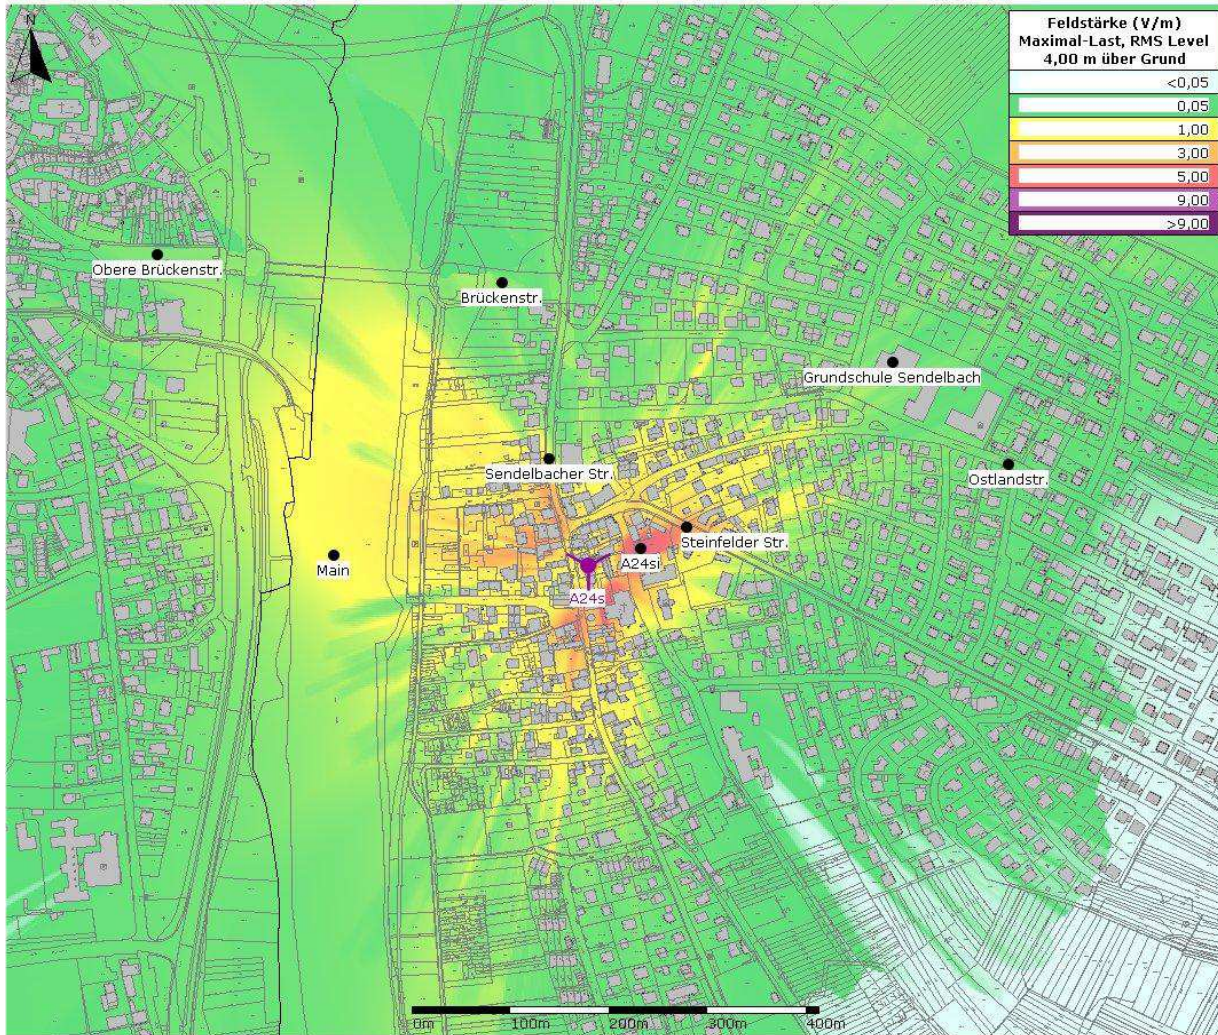 N
Feldstärke (V/m)
Maximal-Last, RMS Level
4,00 m über Grund
<0,05
0,05
1,00
3,00
5,00
9,00
>9,00
Obere Brückenstr.
Brückenstr.
Grundschule Sendelbach
Sendelbacher Str.
Ostlandstr.
Steinfelder Str.
Main
A24si
A24s
0m 100m 200m 300m 400m